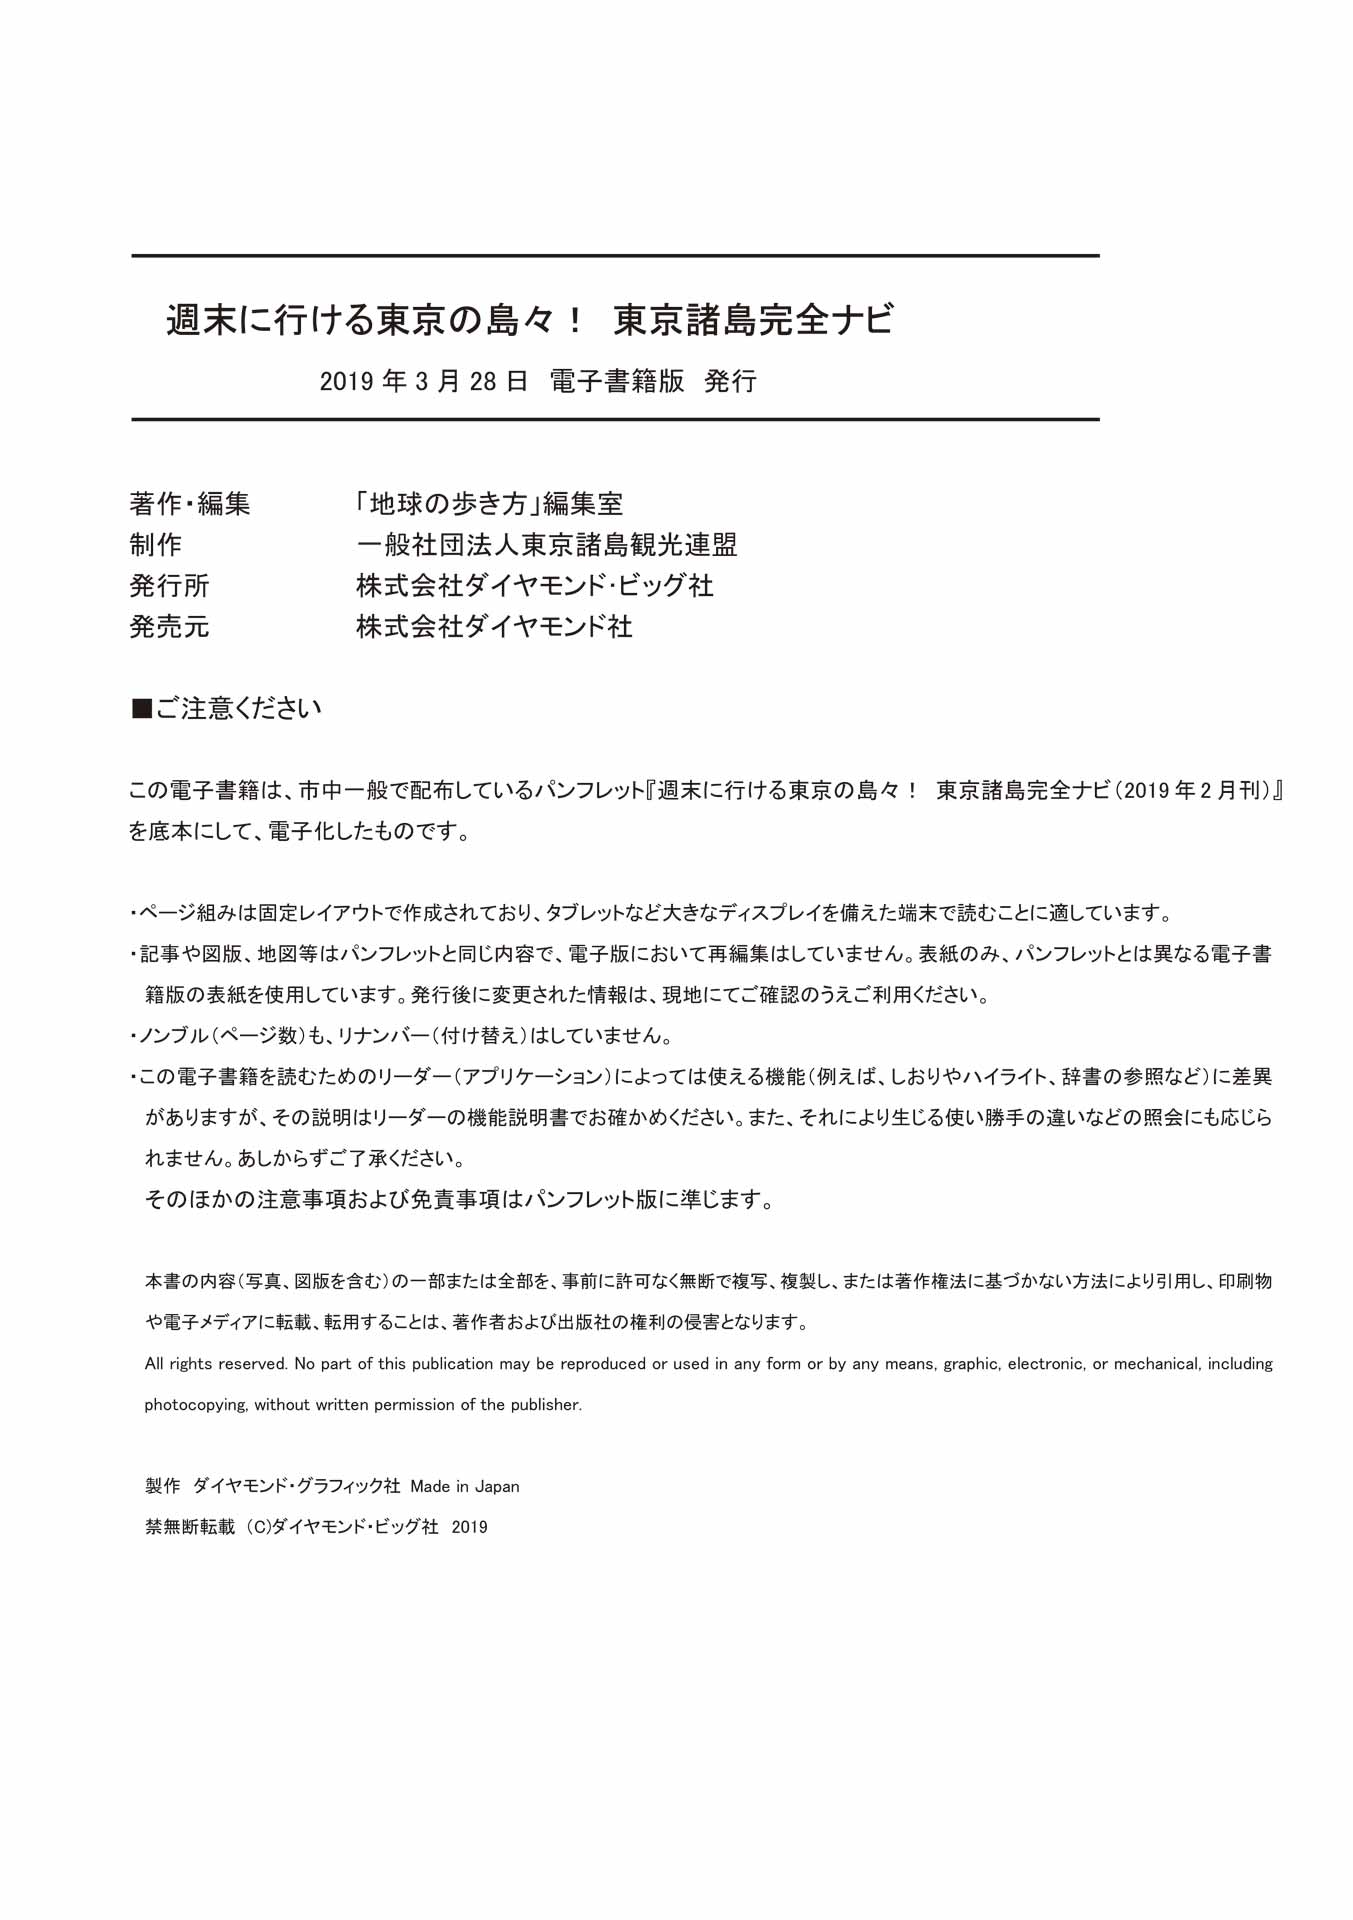 週末に行ける東京の島々！　東京諸島完全ナビ
2019 年 3 月 28 日　電子書籍版　発行
著作・編集　「地球の歩き方」編集室
制作　一般社団法人東京諸島観光連盟
発行所　株式会社ダイヤモンド・ビッグ社
発売元　株式会社ダイヤモンド社
■ご注意ください
この電子書籍は、市中一般で配布しているパンフレット『週末に行ける東京の島々！　東京諸島完全ナビ（2019 年 2 月刊）』
を底本にして、電子化したものです。
・ページ組みは固定レイアウトで作成されており、タブレットなど大きなディスプレイを備えた端末で読むことに適しています。
・記事や図版、地図等はパンフレットと同じ内容で、電子版において再編集はしていません。表紙のみ、パンフレットとは異なる電子書
籍版の表紙を使用しています。発行後に変更された情報は、現地にてご確認のうえご利用ください。
・ノンブル（ページ数）も、リナンバー（付け替え）はしていません。
・この電子書籍を読むためのリーダー（アプリケーション）によっては使える機能（例えば、しおりやハイライト、辞書の参照など）に差異
がありますが、その説明はリーダーの機能説明書でお確かめください。また、それにより生じる使い勝手の違いなどの照会にも応じら
れません。あしからずご了承ください。
そのほかの注意事項および免責事項はパンフレット版に準じます。
本書の内容（写真、図版を含む）の一部または全部を、事前に許可なく無断で複写、複製し、または著作権法に基づかない方法により引用し、印刷物
や電子メディアに転載、転用することは、著作者および出版社の権利の侵害となります。
All rights reserved. No part of this publication may be reproduced or used in any form or by any means, graphic, electronic, or mechanical, including
photocopying, without written permission of the publisher.
製作　ダイヤモンド・グラフィック社 Made in Japan
禁無断転載 (C)ダイヤモンド・ビッグ社　2019